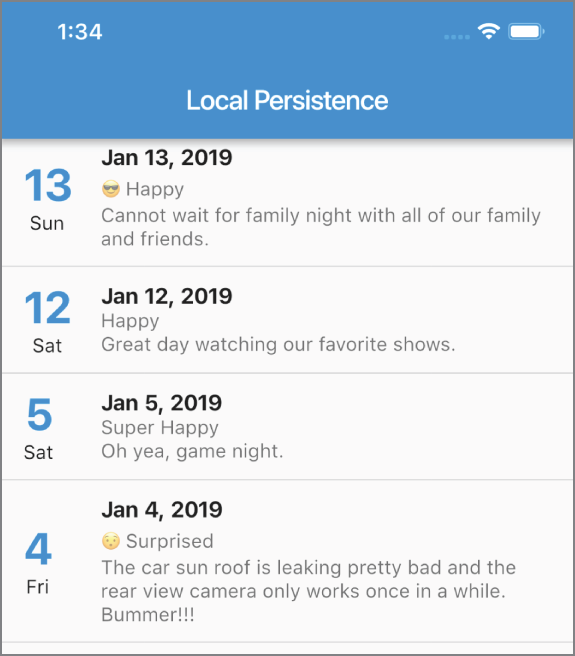 1:34
Local Persistence
13
Sun
Jan 13, 2019
😎 Happy
Cannot wait for family night with all of our family
and friends.
12
Sat
Jan 12, 2019
Happy
Great day watching our favorite shows.
5
Sat
Jan 5, 2019
Super Happy
Oh yea, game night.
4
Fri
Jan 4, 2019
😯 Surprised
The car sun roof is leaking pretty bad and the
rear view camera only works once in a while.
Bummer!!!